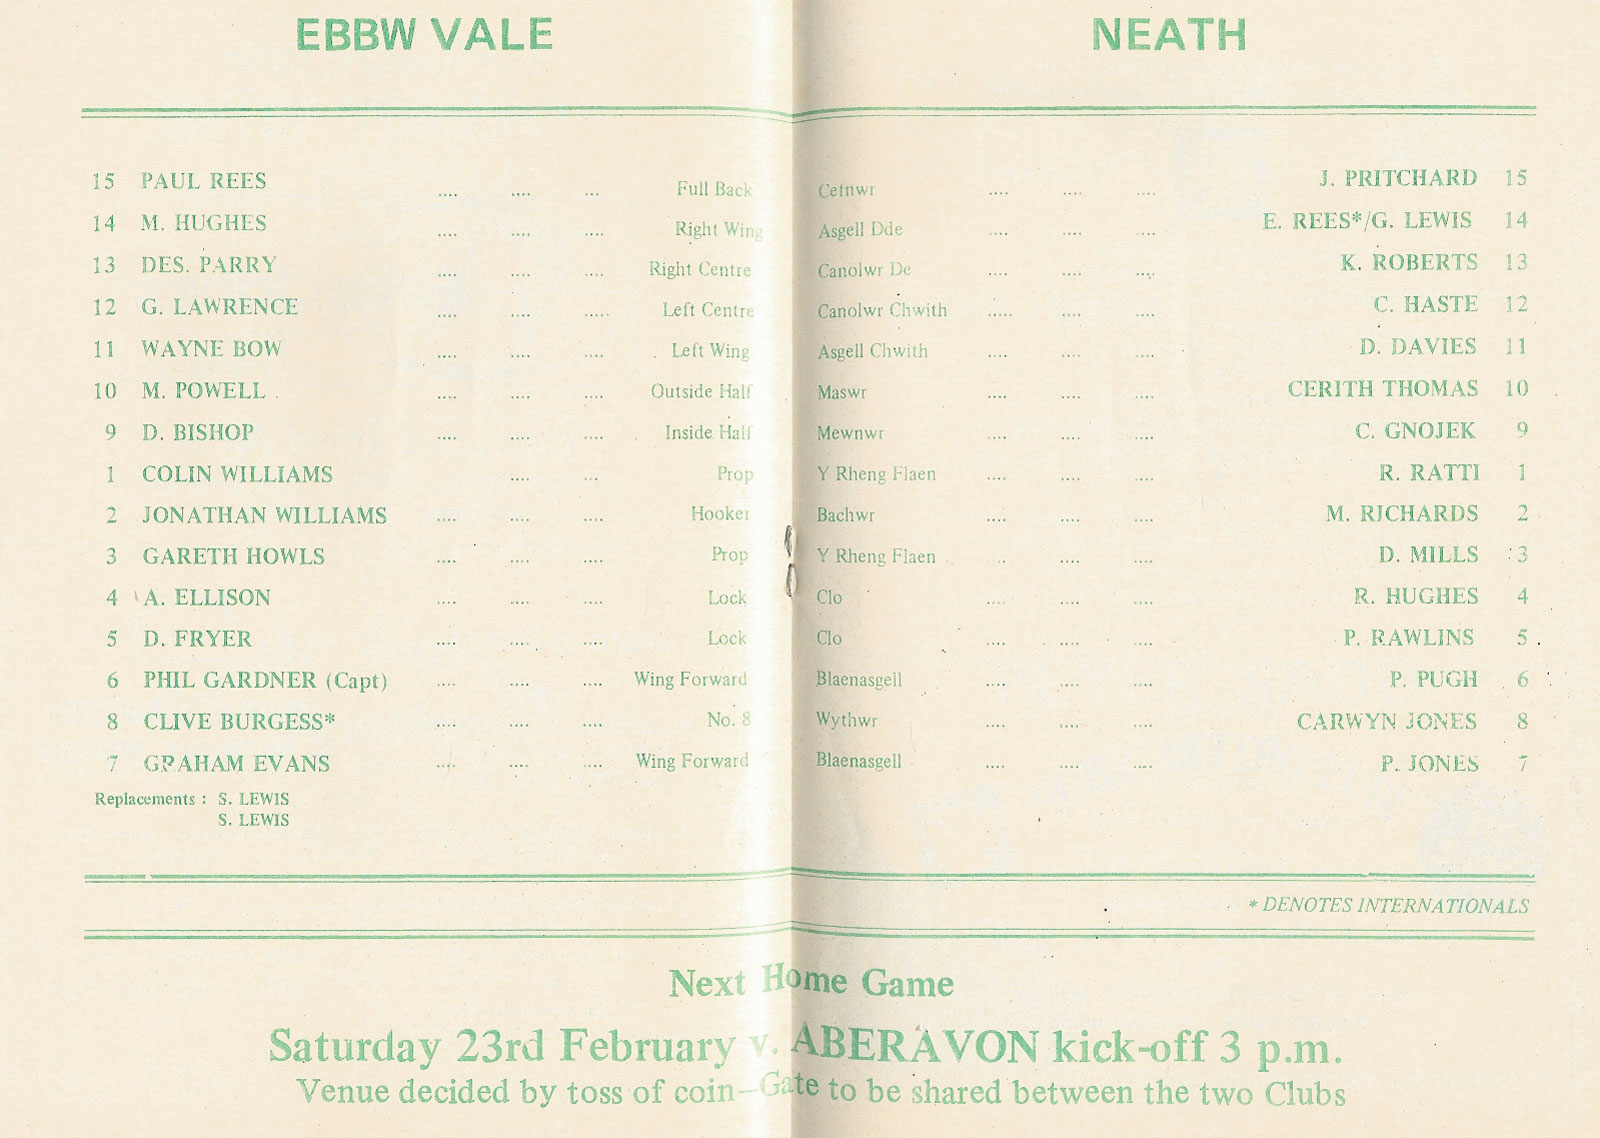 EBBW VALE NEATH
15 PAUL REES .... .... ... Full Back Cefnwr .... .... .... J. PRITCHARD 15
14 M. HUGHES .... .... .... Right Wing Asgell Dde .... .... .... E. REES*/G. LEWIS 14
13 DES. PARRY .... .... .... Right Centre Canolwr De .... .... .... K. ROBERTS 13
12 G. LAWRENCE .... .... ..... Left Centre Canolwr Chwith ..... .... .... C. HASTE 12
11 WAYNE BOW .... .... .... Left Wing Asgell Chwith .... .... .... D. DAVIES 11
10 M. POWELL .... .... .... Outside Half Maswr .... .... .... CERITH THOMAS 10
9 D. BISHOP .... .... .... Inside Half Mewnwr .... .... .... C. GNOJEK 9
1 COLIN WILLIAMS .... ... Prop Y Rheng Flaen .... .... .... R. RATTI 1
2 JONATHAN WILLIAMS .... .... .... Hooker Bachwr .... .... .... M. RICHARDS 2
3 GARETH HOWLS .... .... .... Prop Y Rheng Flaen .. .... .... D. MILLS 3
4 A. ELLISON .... .... .... Lock Clo .... .... .... R. HUGHES 4
5 D. FRYER .... .... .... Lock Clo .... .... .... P. RAWLINS 5
6 PHIL GARDNER (Capt) .... .... .... Wing Forward Blaenasgell .... .... .... P. PUGH 6
8 CLIVE BURGESS* .... .... .... No. 8 Wythwr .... .... .... CARWYN JONES 8
7 GRAHAM EVANS .... .... .... Wing Forward Blaenasgell .... .... .... P. JONES 7
Replacements : S. LEWIS
S. LEWIS
* DENOTES INTERNATIONALS
Next Home Game
Saturday 23rd February v. ABERAVON kick-off 3 p.m.
Venue decided by toss of coin—Gate to be shared between the two Clubs